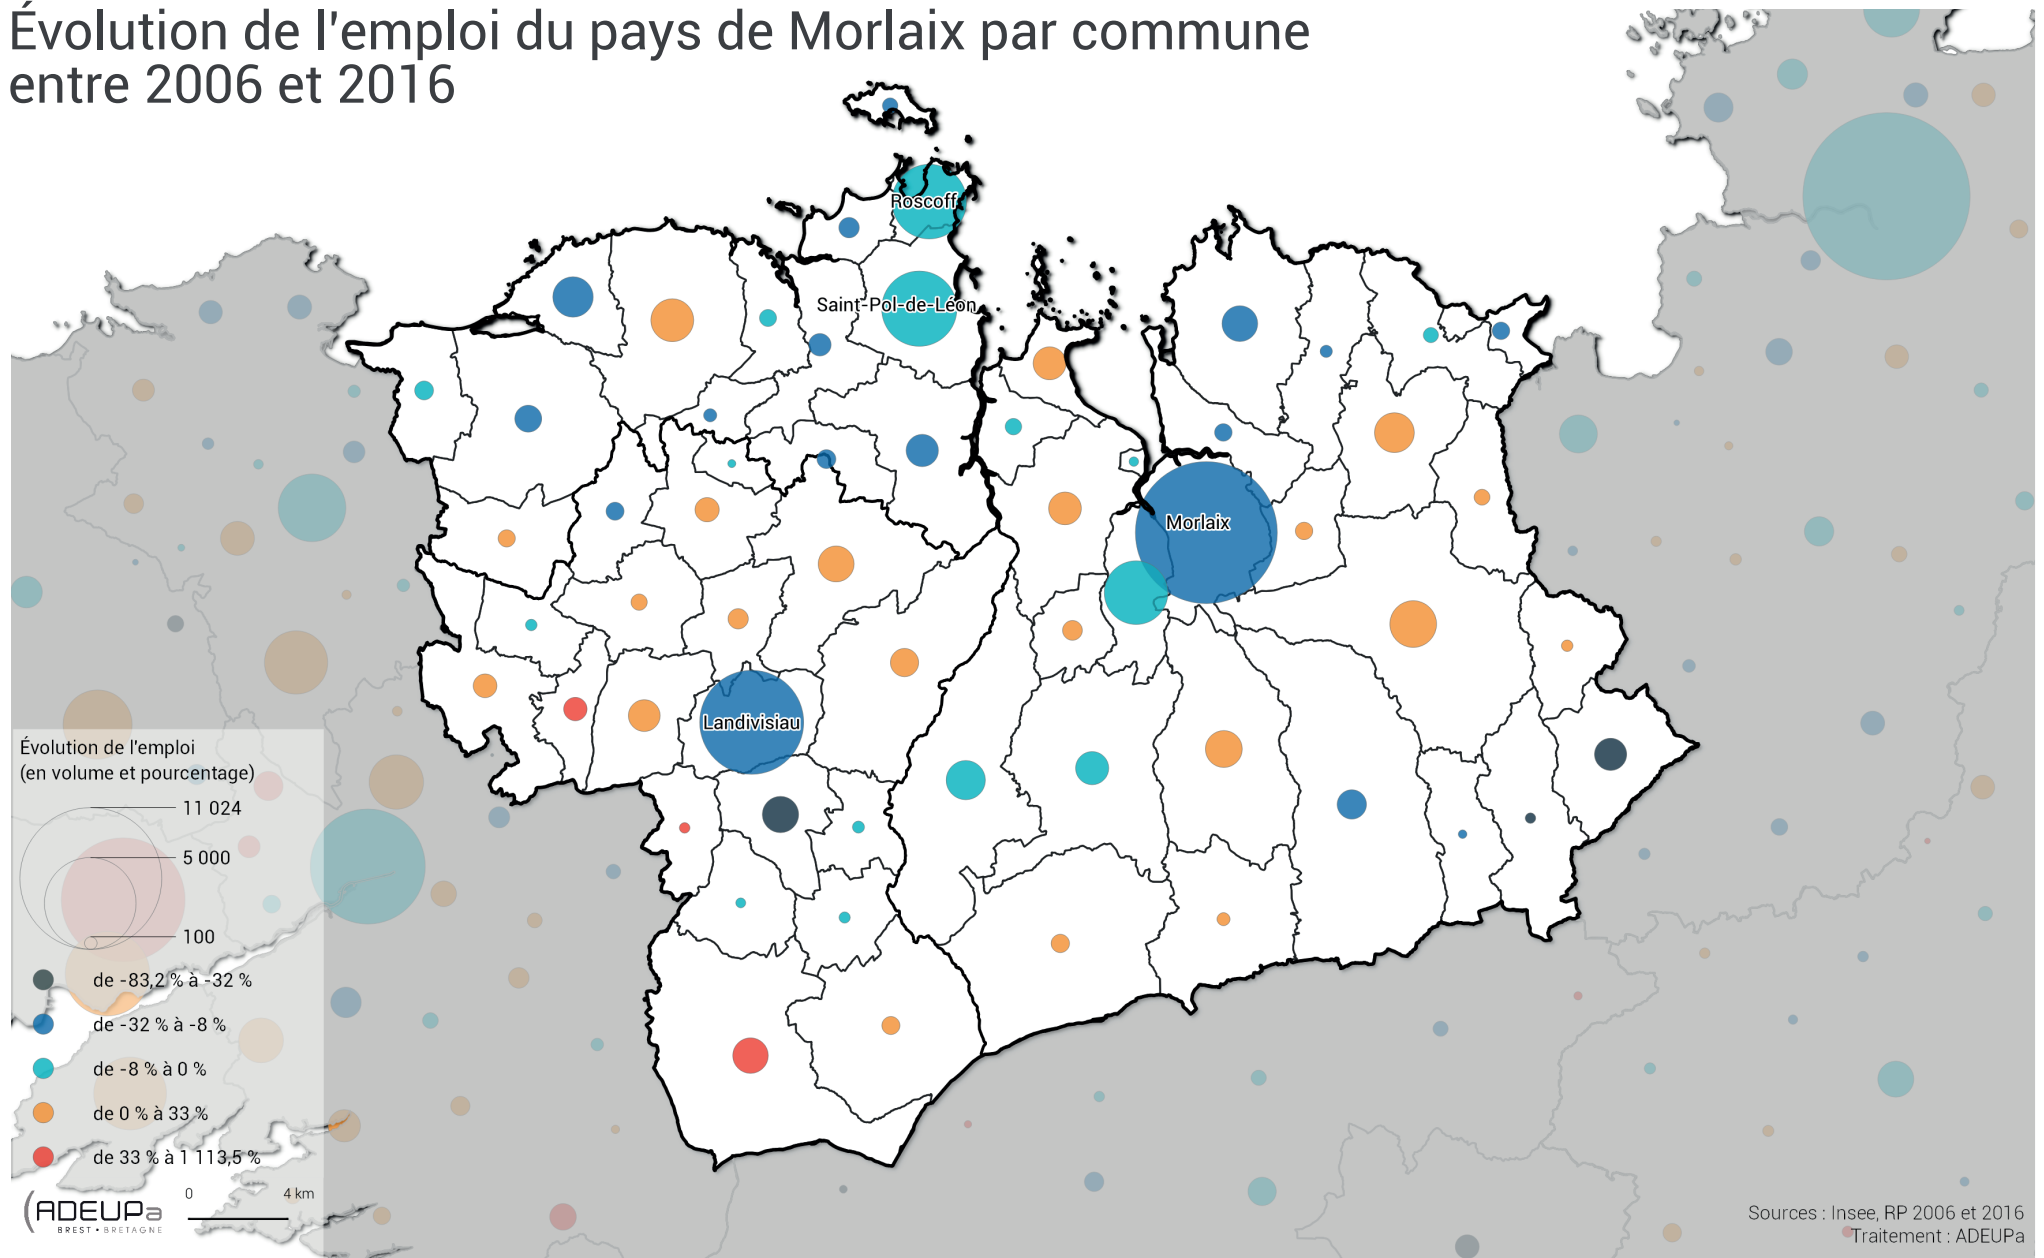 Évolution de l'emploi du pays de Morlaix par commune
entre 2006 et 2016
Roscoff
Saint-Pol-de-Léon
Morlaix
Landivisiau
Évolution de l'emploi
(en volume et pourcentage)
11 024
5 000
100
de -83,2 % à -32 %
de -32 % à -8 %
de -8 % à 0 %
de 0 % à 33 %
de 33 % à 1 113,5 %
0 4 km
ADEUPa
BREST • BRETAGNE
Sources : Insee, RP 2006 et 2016
Traitement : ADEUPa